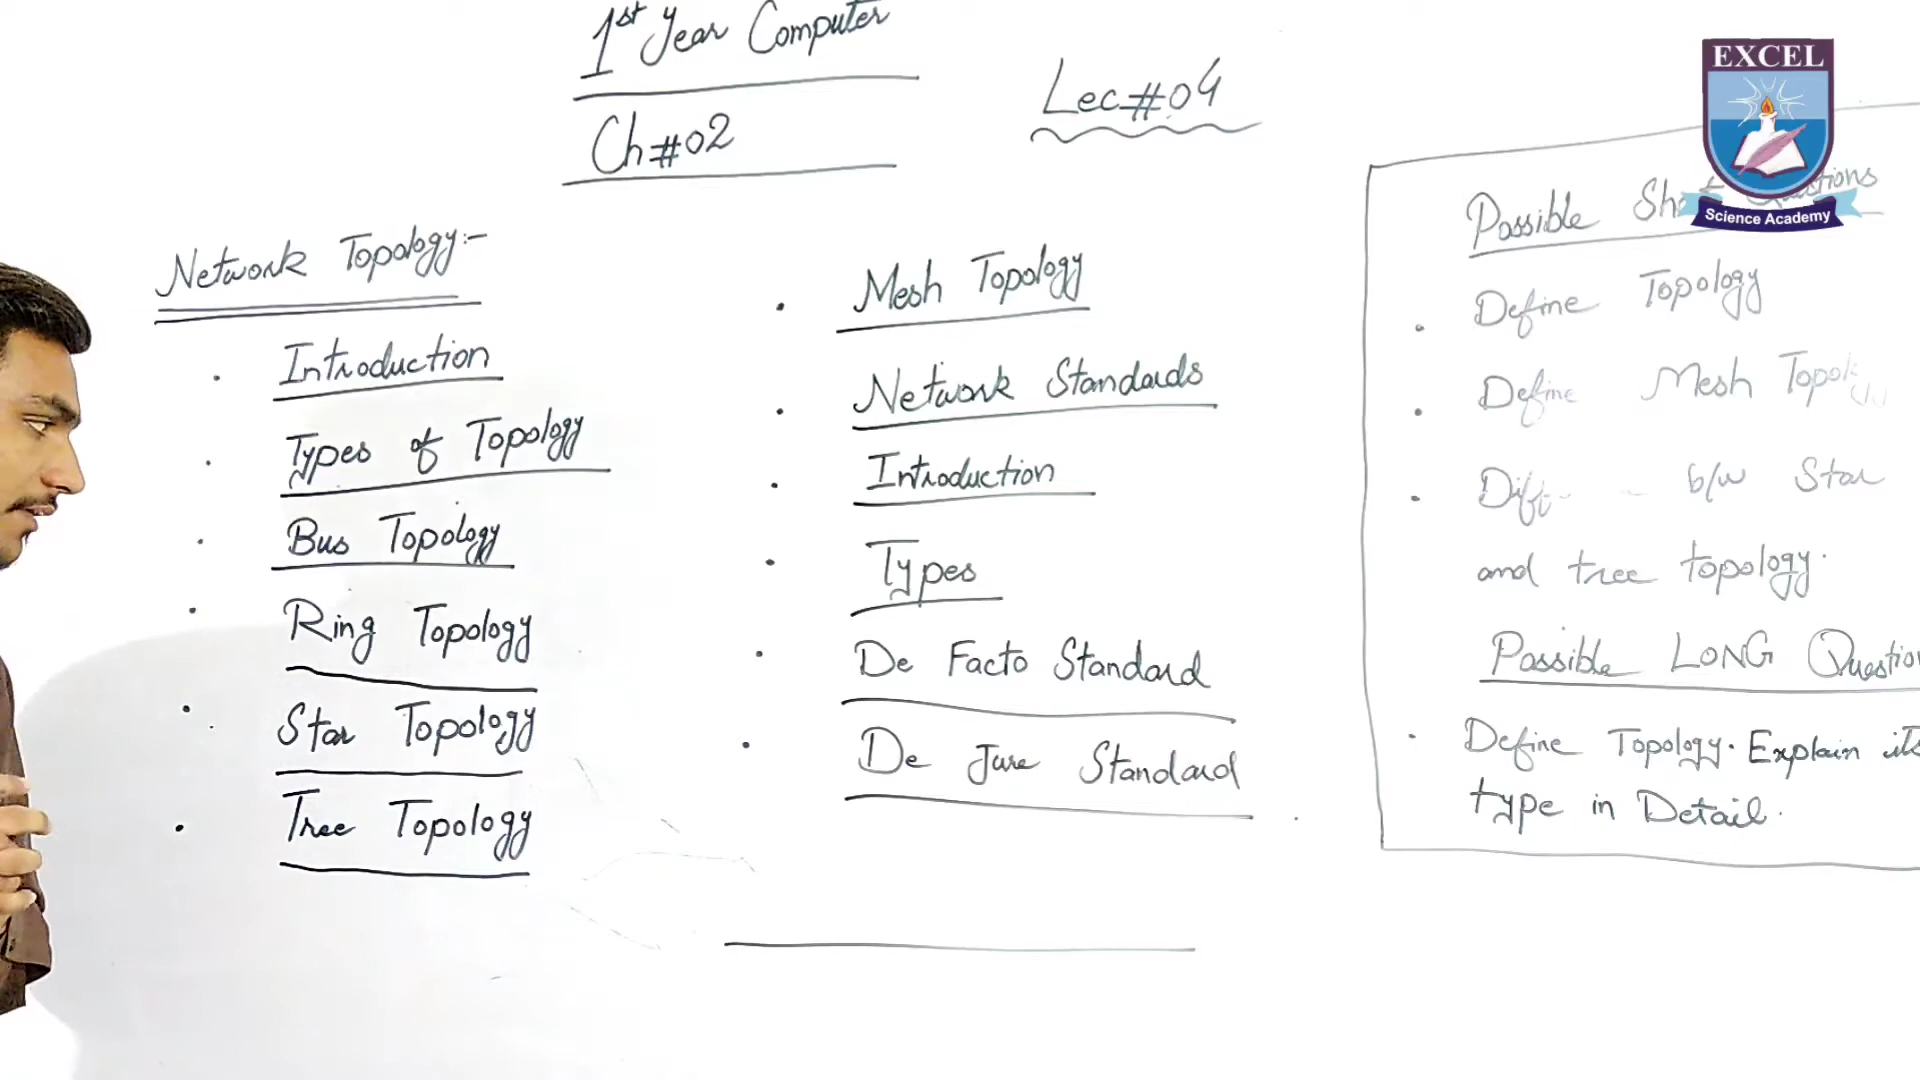 1st Year Computer
Ch#02
Lec#04
Network Topology:-
Introduction
Types of Topology
Bus Topology
Ring Topology
Star Topology
Tree Topology
Mesh Topology
Network Standards
Introduction
Types
De Facto Standard
De Jure Standard
EXCEL
Science Academy
Possible
Define Topology
Define Mesh
Diff- - b/w Star
and tree topology.
Possible LONG
Define Topology. Explain its
type in Detail.